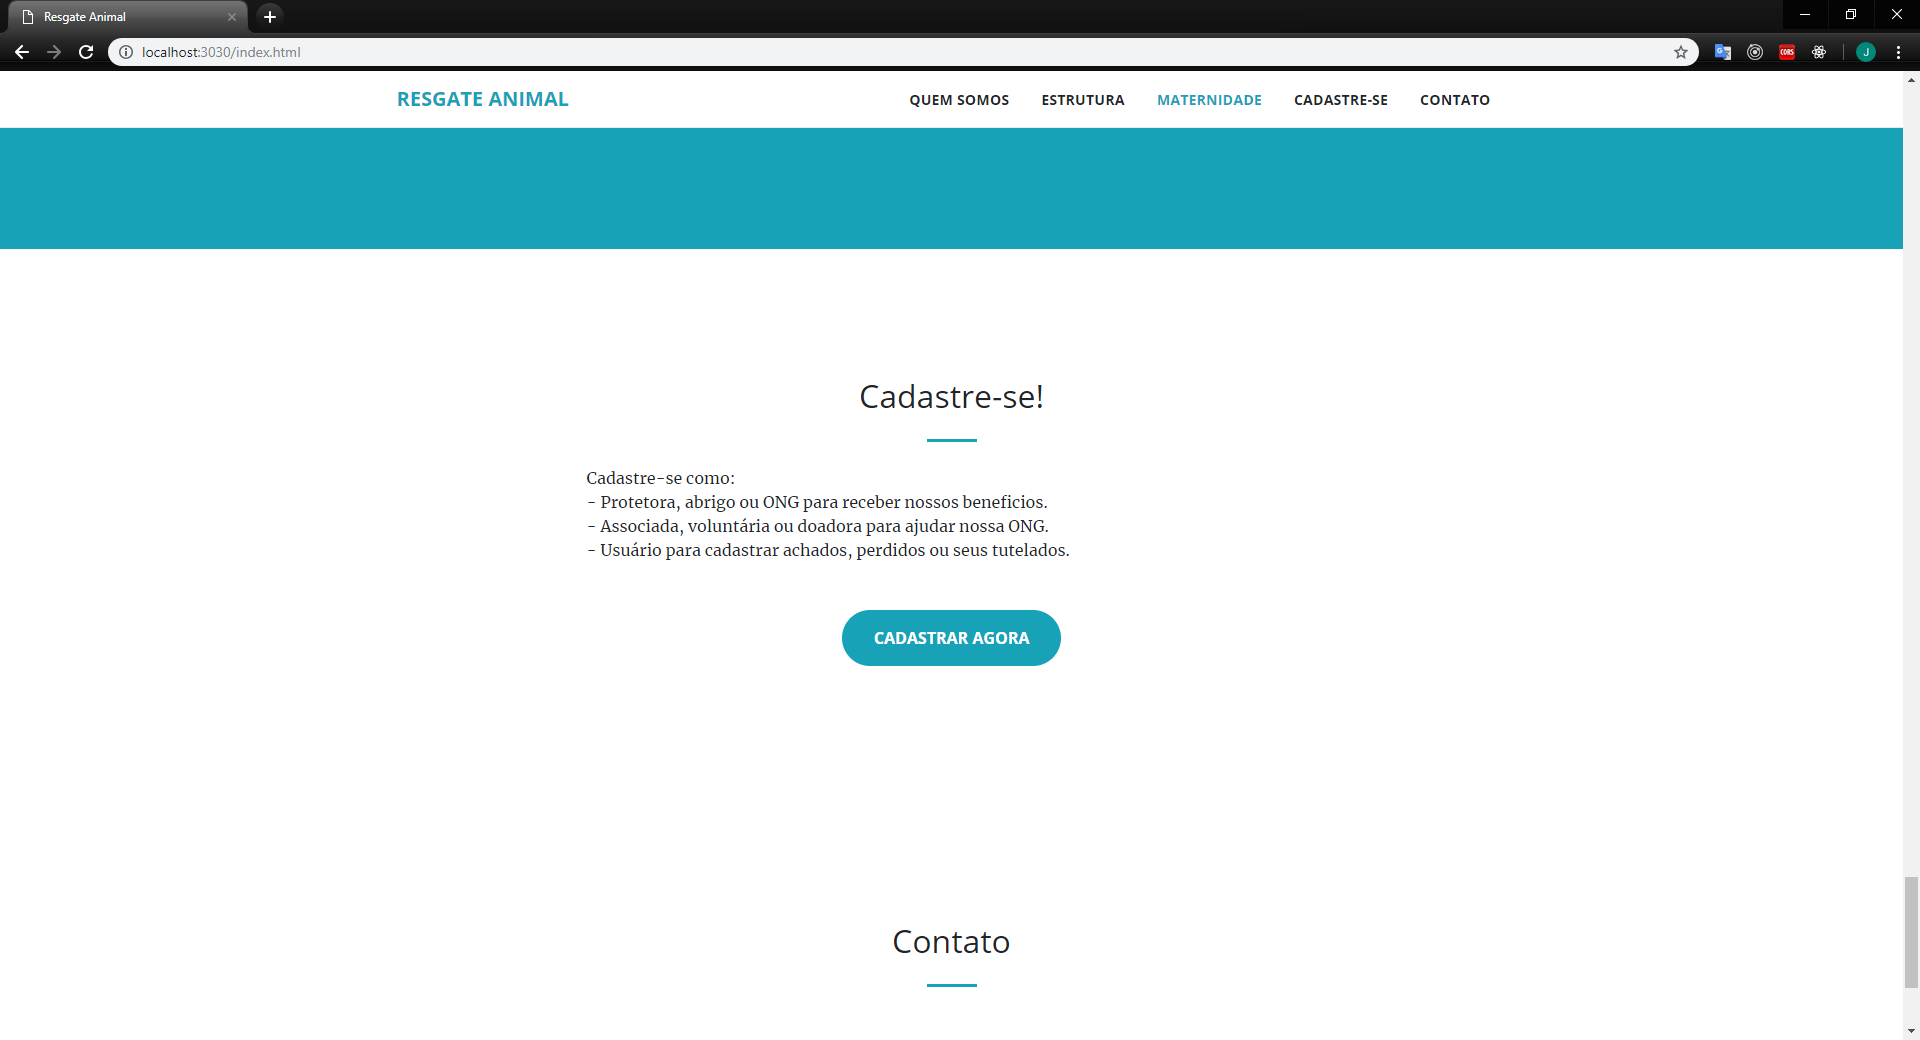 Resgate Animal
localhost:3030/index.html
J
RESGATE ANIMAL
QUEM SOMOS
ESTRUTURA
MATERNIDADE
CADASTRE-SE
CONTATO
Cadastre-se!
Cadastre-se como:
- Protetora, abrigo ou ONG para receber nossos beneficios.
- Associada, voluntária ou doadora para ajudar nossa ONG.
- Usuário para cadastrar achados, perdidos ou seus tutelados.
CADASTRAR AGORA
Contato